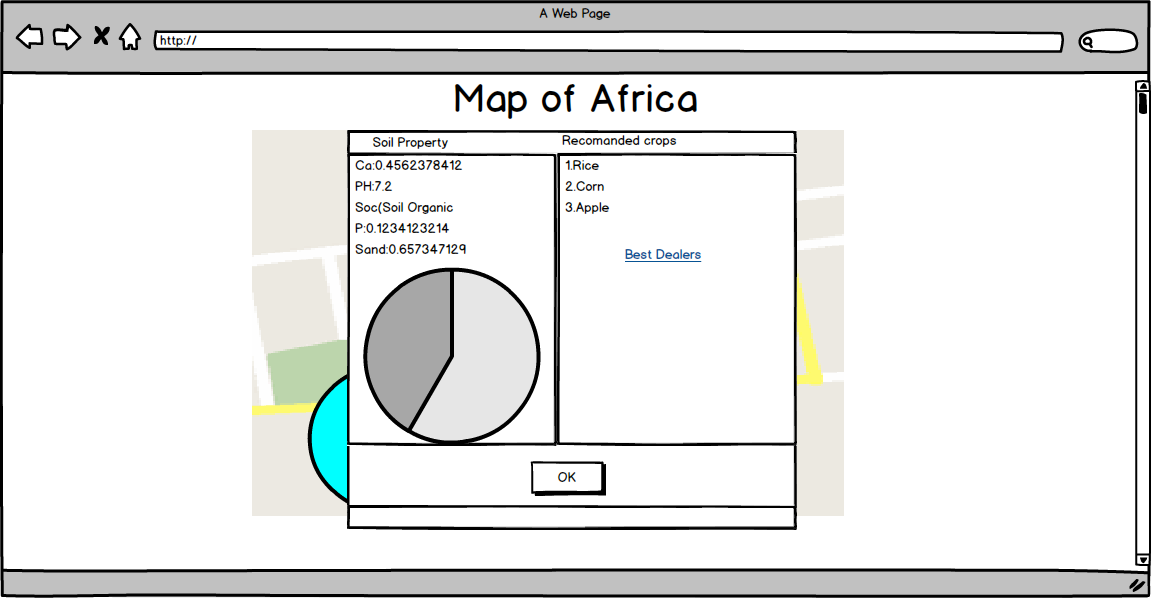 A Web Page
http://
Map of Africa
Soil Property
Recomanded crops
Ca:0.4562378412
PH:7.2
Soc(Soil Organic
P:0.1234123214
Sand:0.657347129
1.Rice
2.Corn
3.Apple
Best Dealers
OK